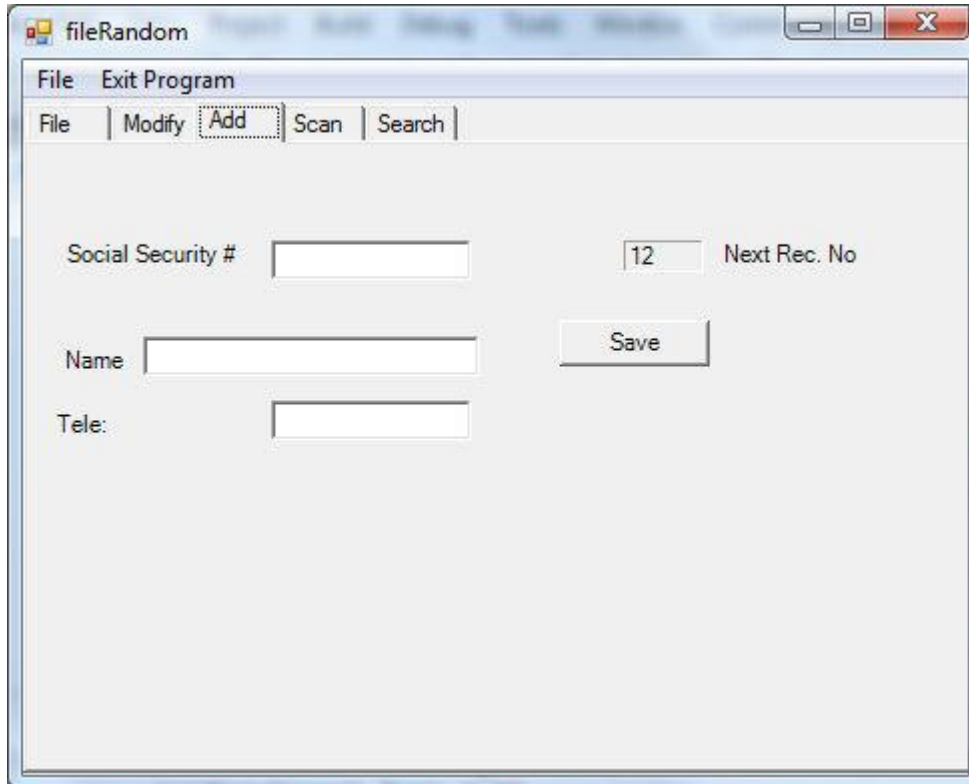 fileRandom
File Exit Program
File Modify Add Scan Search
Social Security # 12 Next Rec. No
Save
Name
Tele: